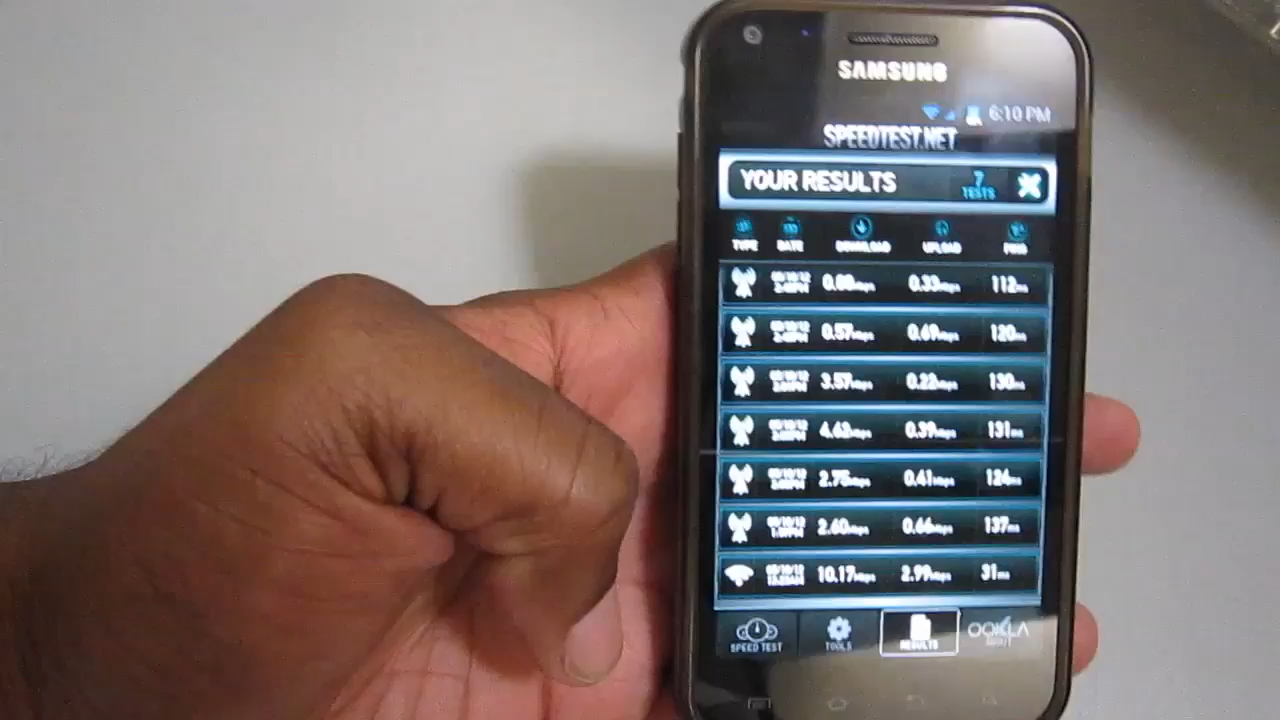 SAMSUNG
6:10 PM
SPEEDTEST.NET
YOUR RESULTS 7 TESTS
TYPE DATE DOWNLOAD UPLOAD PING
0.33Mbps 112ms
0.57Mbps 0.69Mbps 120ms
3.57Mbps 0.22Mbps 130ms
4.62Mbps 0.39Mbps 131ms
2.75Mbps 0.41Mbps 124ms
2.60Mbps 0.66Mbps 137ms
10.17Mbps 2.99Mbps 31ms
SPEED TEST TOOLS RESULTS OOKLA ABOUT